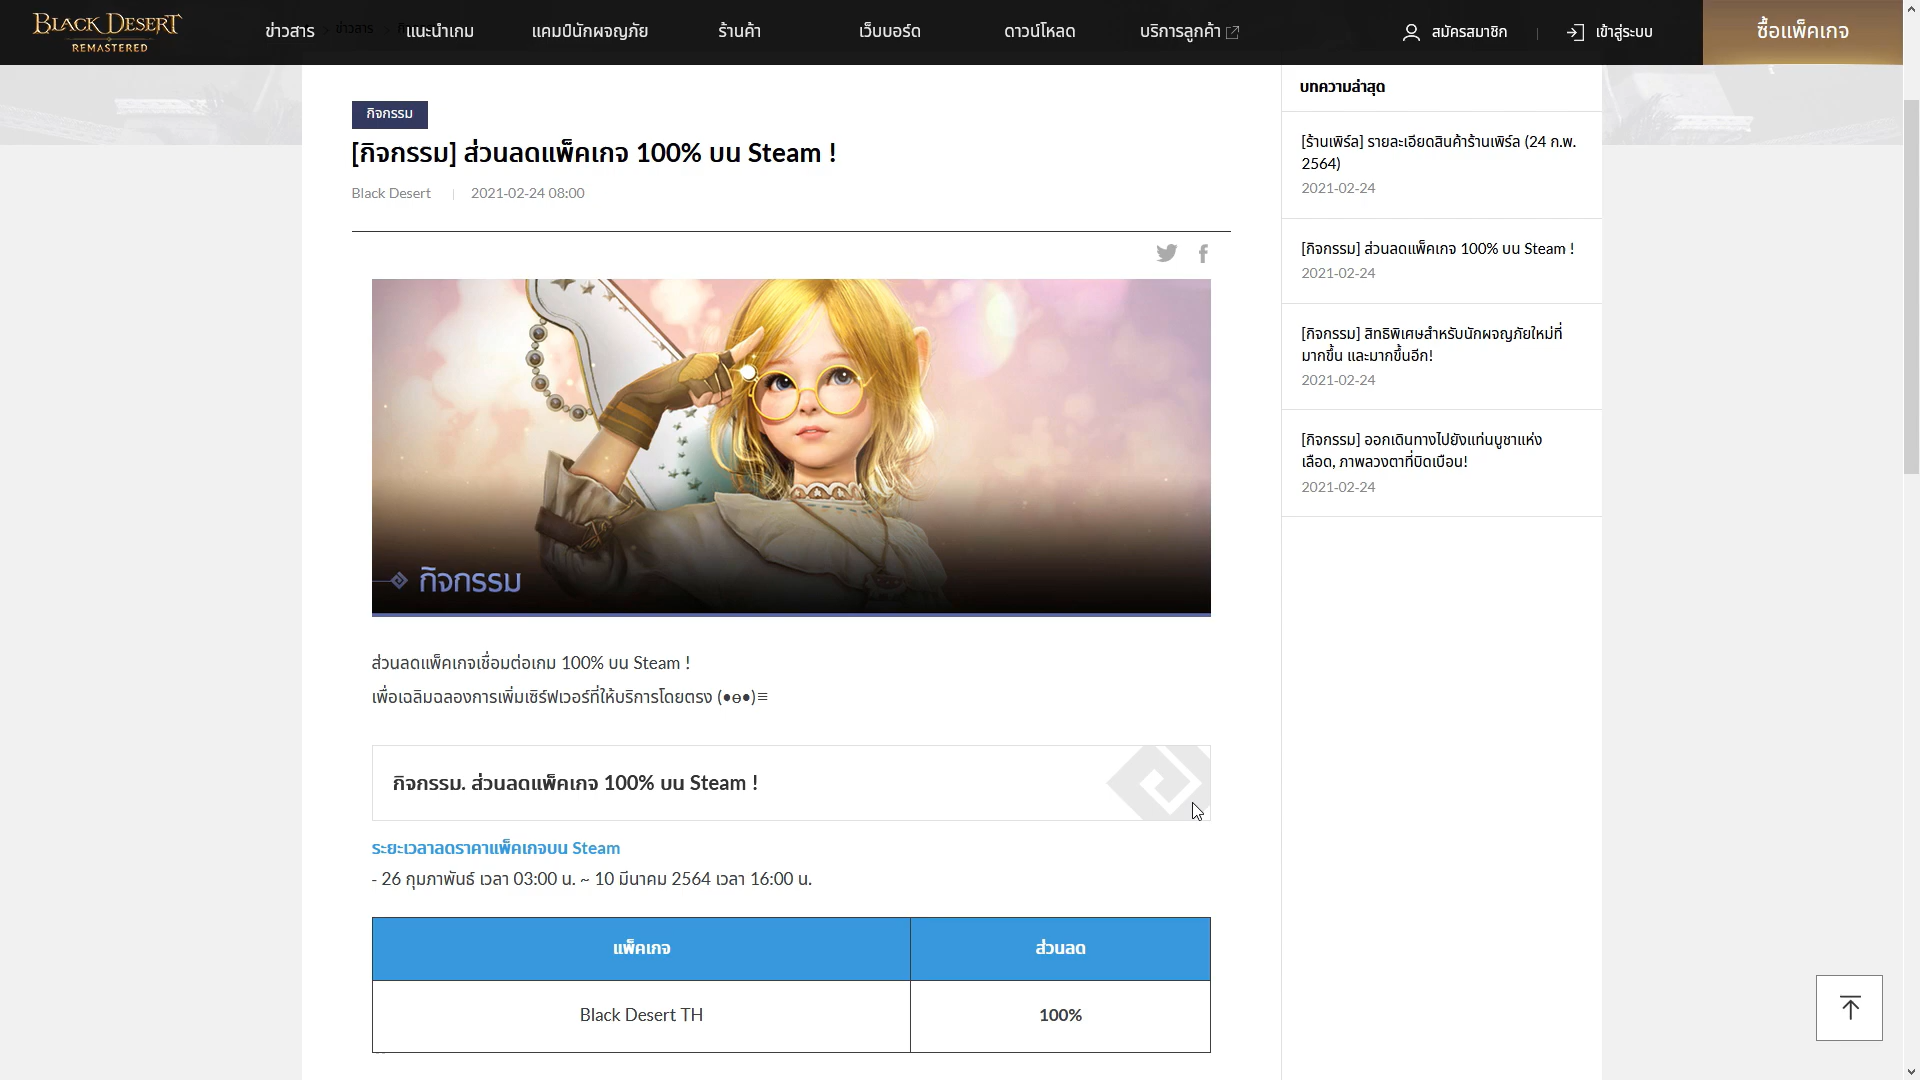 BLACK DESERT
REMASTERED
ข่าวสาร
ข่าวสาร
แนะนำเกม
แคมป์นักผจญภัย
ร้านค้า
เว็บบอร์ด
ดาวน์โหลด
บริการลูกค้า
สมัครสมาชิก
เข้าสู่ระบบ
ซื้อแพ็คเกจ
กิจกรรม
[กิจกรรม] ส่วนลดแพ็คเกจ 100% บน Steam !
Black Desert
2021-02-24 08:00
กิจกรรม
ส่วนลดแพ็คเกจเชื่อมต่อเกม 100% บน Steam !
เพื่อเฉลิมฉลองการเพิ่มเซิร์ฟเวอร์ที่ให้บริการโดยตรง (•ө•)≡
กิจกรรม. ส่วนลดแพ็คเกจ 100% บน Steam !
ระยะเวลาลดราคาแพ็คเกจบน Steam
- 26 กุมภาพันธ์ เวลา 03:00 น. ~ 10 มีนาคม 2564 เวลา 16:00 น.
แพ็คเกจ
ส่วนลด
Black Desert TH
100%
บทความล่าสุด
[ร้านเพิร์ล] รายละเอียดสินค้าร้านเพิร์ล (24 ก.พ.
2564)
2021-02-24
[กิจกรรม] ส่วนลดแพ็คเกจ 100% บน Steam !
2021-02-24
[กิจกรรม] สิทธิพิเศษสำหรับนักผจญภัยใหม่ที่
มากขึ้น และมากขึ้นอีก!
2021-02-24
[กิจกรรม] ออกเดินทางไปยังแท่นบูชาแห่ง
เลือด, ภาพลวงตาที่บิดเบือน!
2021-02-24